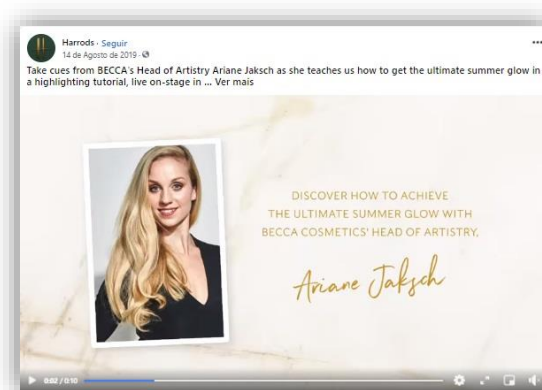 Harrods · Seguir
14 de Agosto de 2019 ·
Take cues from BECCA's Head of Artistry Ariane Jaksch as she teaches us how to get the ultimate summer glow in
a highlighting tutorial, live on-stage in ... Ver mais
DISCOVER HOW TO ACHIEVE
THE ULTIMATE SUMMER GLOW WITH
BECCA COSMETICS' HEAD OF ARTISTRY,
Ariane Jaksch
0:02 / 0:10